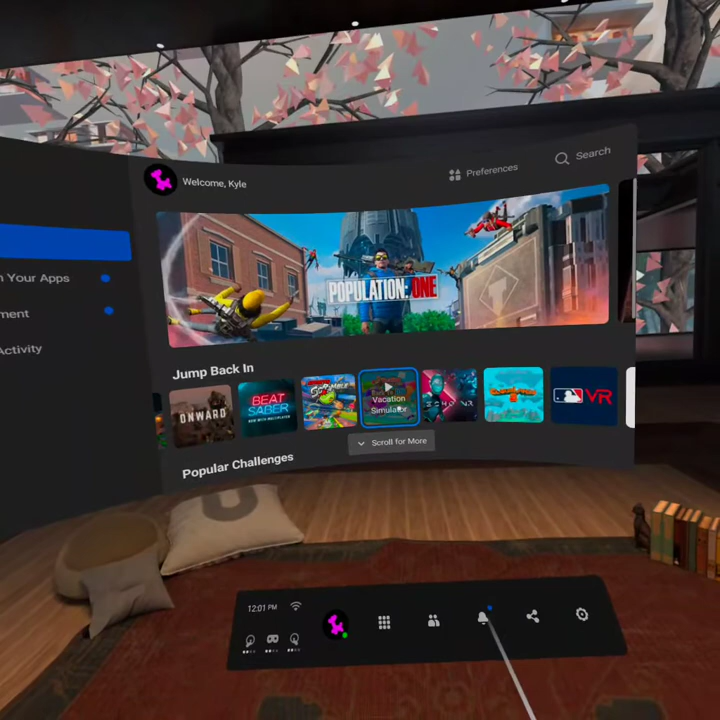 Welcome, Kyle
Preferences
Search
n Your Apps
ment
Activity
POPULATION: ONE
Jump Back In
ONWARD
BEAT
SABER
Vacation
Simulator
VR
Scroll for More
Popular Challenges
12:01 PM